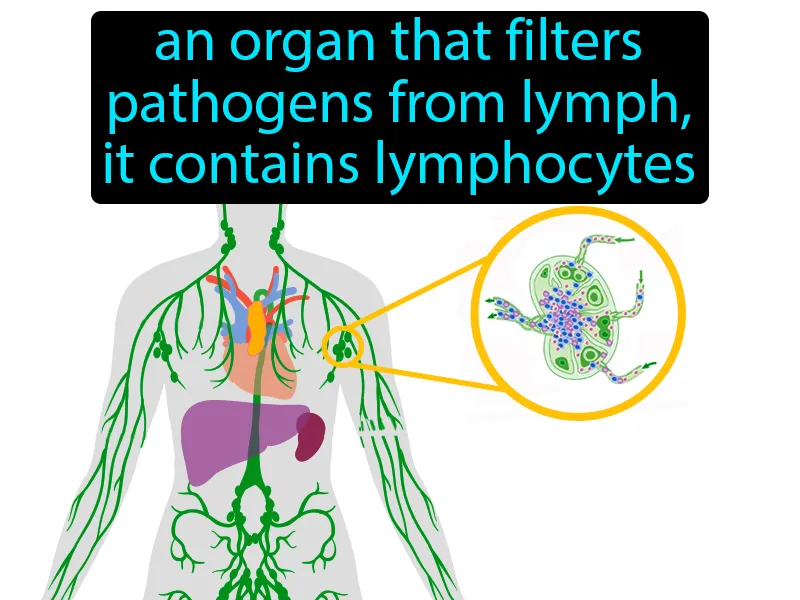 an organ that filters
pathogens from lymph,
it contains lymphocytes